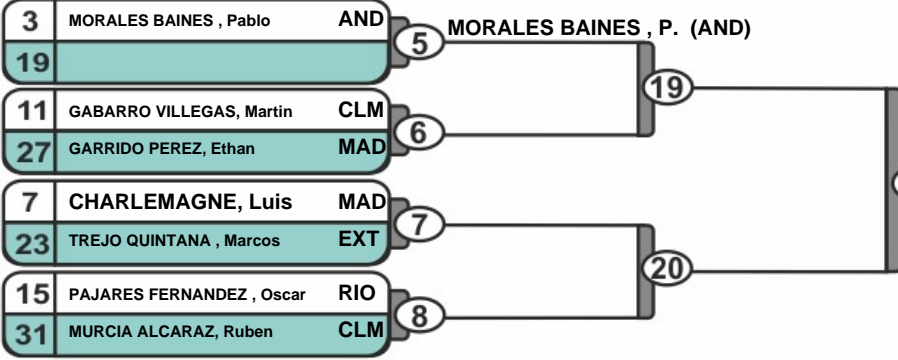 3 MORALES BAINES , Pablo AND
5 MORALES BAINES , P. (AND)
19
19
11 GABARRO VILLEGAS, Martin CLM
6
27 GARRIDO PEREZ, Ethan MAD
7 CHARLEMAGNE, Luis MAD
7
23 TREJO QUINTANA , Marcos EXT
20
15 PAJARES FERNANDEZ , Oscar RIO
8
31 MURCIA ALCARAZ, Ruben CLM